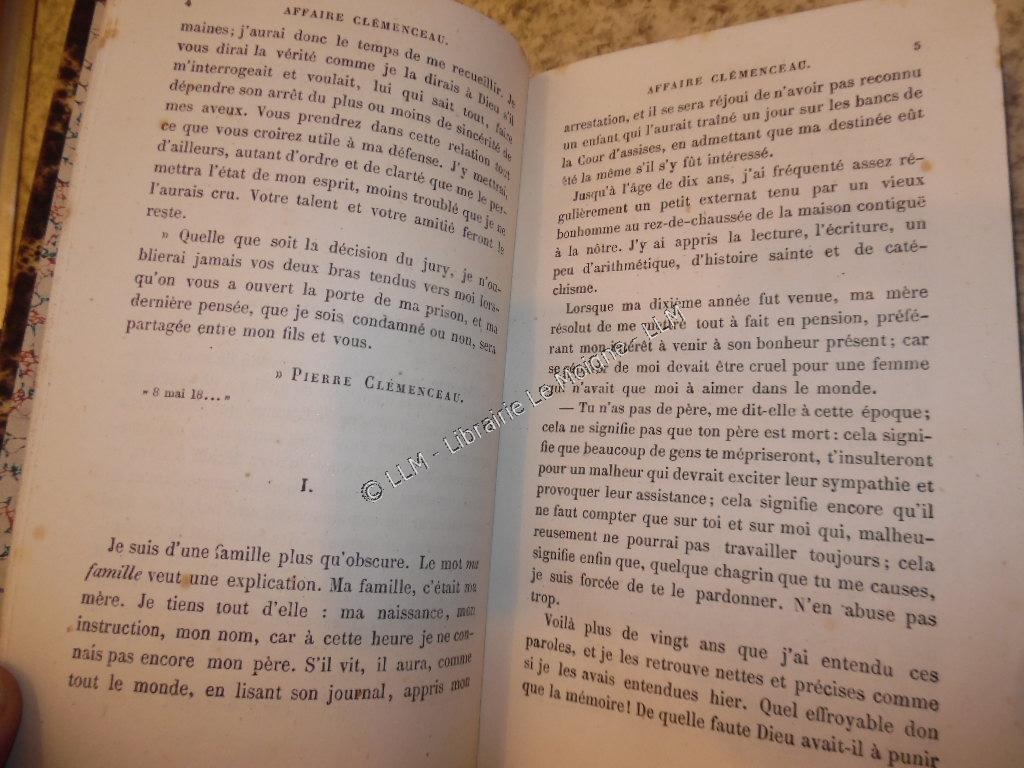 4
AFFAIRE CLÉMENCEAU.
maines; j'aurai donc le temps de me recueillir. Je
vous dirai la vérité comme je la dirais à Dieu s'il
m'interrogeait et voulait, lui qui sait tout, faire
dépendre son arrêt du plus ou moins de sincérité de
mes aveux. Vous prendrez dans cette relation tout
ce que vous croirez utile à ma défense. J'y mettrai,
d'ailleurs, autant d'ordre et de clarté que me le per-
mettra l'état de mon esprit, moins troublé que je ne
l'aurais cru. Votre talent et votre amitié feront le
reste.
» Quelle que soit la décision du jury, je n'ou-
blierai jamais vos deux bras tendus vers moi lors-
qu'on vous a ouvert la porte de ma prison, et ma
dernière pensée, que je sois condamné ou non, sera
partagée entre mon fils et vous.
» PIERRE CLÉMENCEAU.
» 8 mai 18... »
I.
Je suis d'une famille plus qu'obscure. Le mot ma
famille veut une explication. Ma famille, c'était ma
mère. Je tiens tout d'elle : ma naissance, mon
instruction, mon nom, car à cette heure je ne con-
nais pas encore mon père. S'il vit, il aura, comme
tout le monde, en lisant son journal, appris mon
AFFAIRE CLÉMENCEAU.
5
arrestation, et il se sera réjoui de n'avoir pas reconnu
un enfant qui l'aurait traîné un jour sur les bancs de
la Cour d'assises, en admettant que ma destinée eût
été la même s'il s'y fût intéressé.
Jusqu'à l'âge de dix ans, j'ai fréquenté assez ré-
gulièrement un petit externat tenu par un vieux
bonhomme au rez-de-chaussée de la maison contiguë
à la nôtre. J'y ai appris la lecture, l'écriture, un
peu d'arithmétique, d'histoire sainte et de caté-
chisme.
Lorsque ma dixième année fut venue, ma mère
résolut de me mettre tout à fait en pension, préfé-
rant mon intérêt à venir à son bonheur présent; car
se séparer de moi devait être cruel pour une femme
qui n'avait que moi à aimer dans le monde.
— Tu n'as pas de père, me dit-elle à cette époque;
cela ne signifie pas que ton père est mort: cela signi-
fie que beaucoup de gens te mépriseront, t'insulteront
pour un malheur qui devrait exciter leur sympathie et
provoquer leur assistance; cela signifie encore qu'il
ne faut compter que sur toi et sur moi qui, malheu-
reusement ne pourrai pas travailler toujours; cela
signifie enfin que, quelque chagrin que tu me causes,
je suis forcée de te le pardonner. N'en abuse pas
trop.
Voilà plus de vingt ans que j'ai entendu ces
paroles, et je les retrouve nettes et précises comme
si je les avais entendues hier. Quel effroyable don
que la mémoire! De quelle faute Dieu avait-il à punir
© LLM - Librairie Le Moigne - LLM